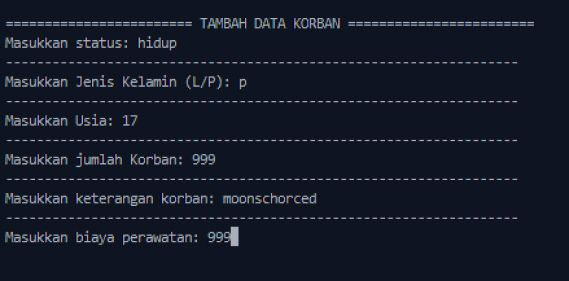 ======================== TAMBAH DATA KORBAN ========================
Masukkan status: hidup
------------------------------------------------------------------
Masukkan Jenis Kelamin (L/P): p
------------------------------------------------------------------
Masukkan Usia: 17
------------------------------------------------------------------
Masukkan jumlah Korban: 999
------------------------------------------------------------------
Masukkan keterangan korban: moonschorced
------------------------------------------------------------------
Masukkan biaya perawatan: 999